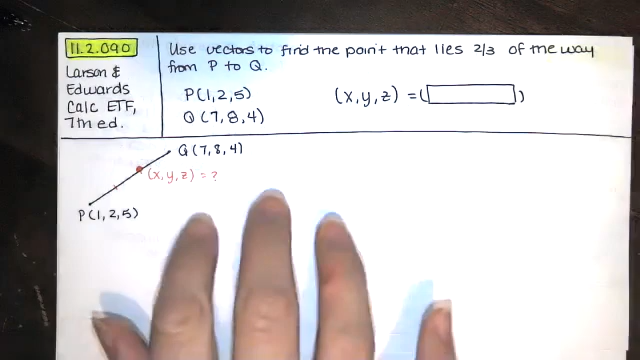 11.2.090
Larson &
Edwards
Calc ETF,
7th ed.
Use vectors to find the point that lies 2/3 of the way
from P to Q.
P(1,2,5)
Q(7,8,4)
(x,y,z) = ( )
Q(7,8,4)
(x,y,z) = ?
P(1,2,5)